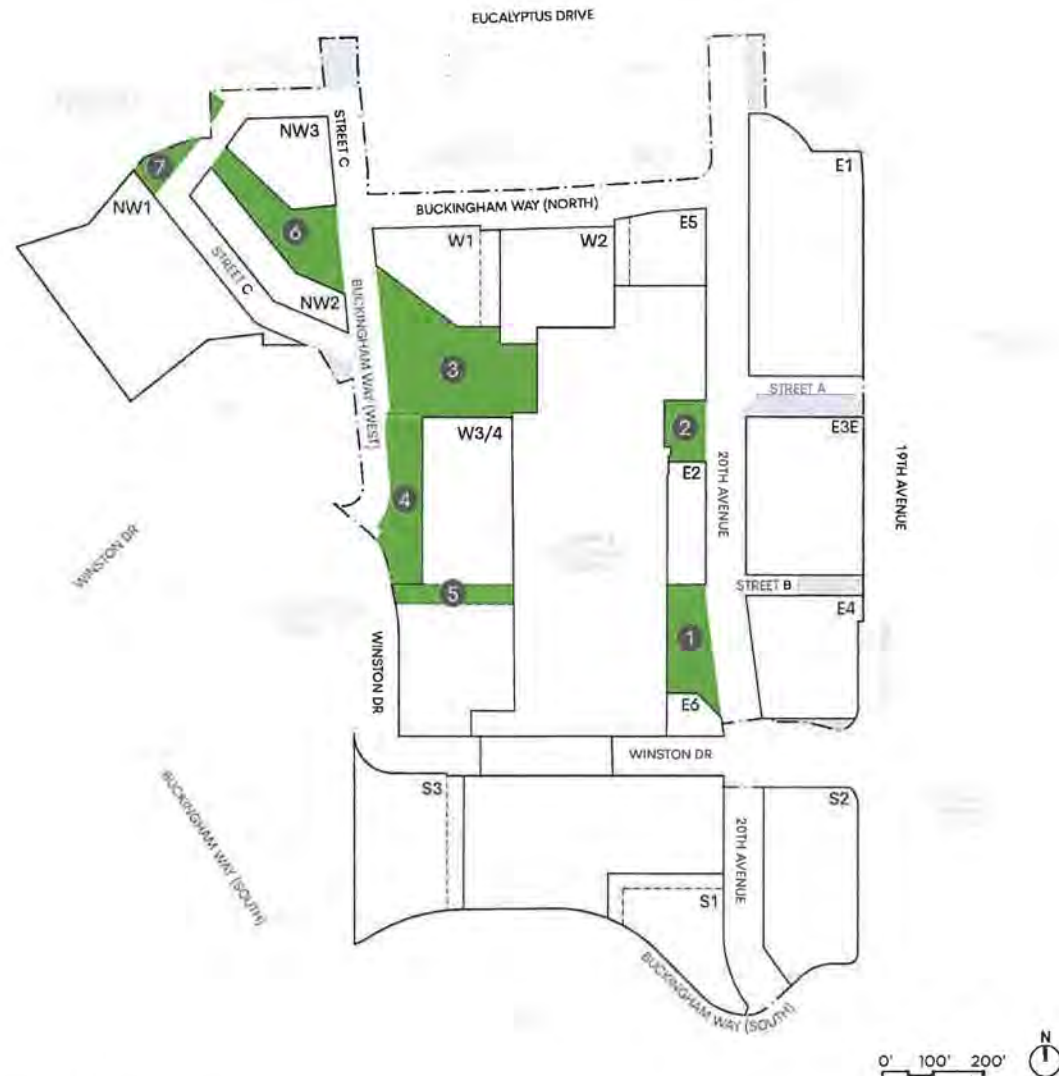 EUCALYPTUS DRIVE
NW3
STREET C
E1
7
NW1
BUCKINGHAM WAY (NORTH)
E5
6
W1
W2
STREET C
NW2
BUCKINGHAM WAY (WEST)
3
STREET A
2
W3/4
E3E
20TH AVENUE
19TH AVENUE
E2
4
WINSTON DR
STREET B
5
E4
1
WINSTON DR
E6
WINSTON DR
S3
S2
BUCKINGHAM WAY (SOUTH)
20TH AVENUE
S1
BUCKINGHAM WAY (SOUTH)
N
0' 100' 200'